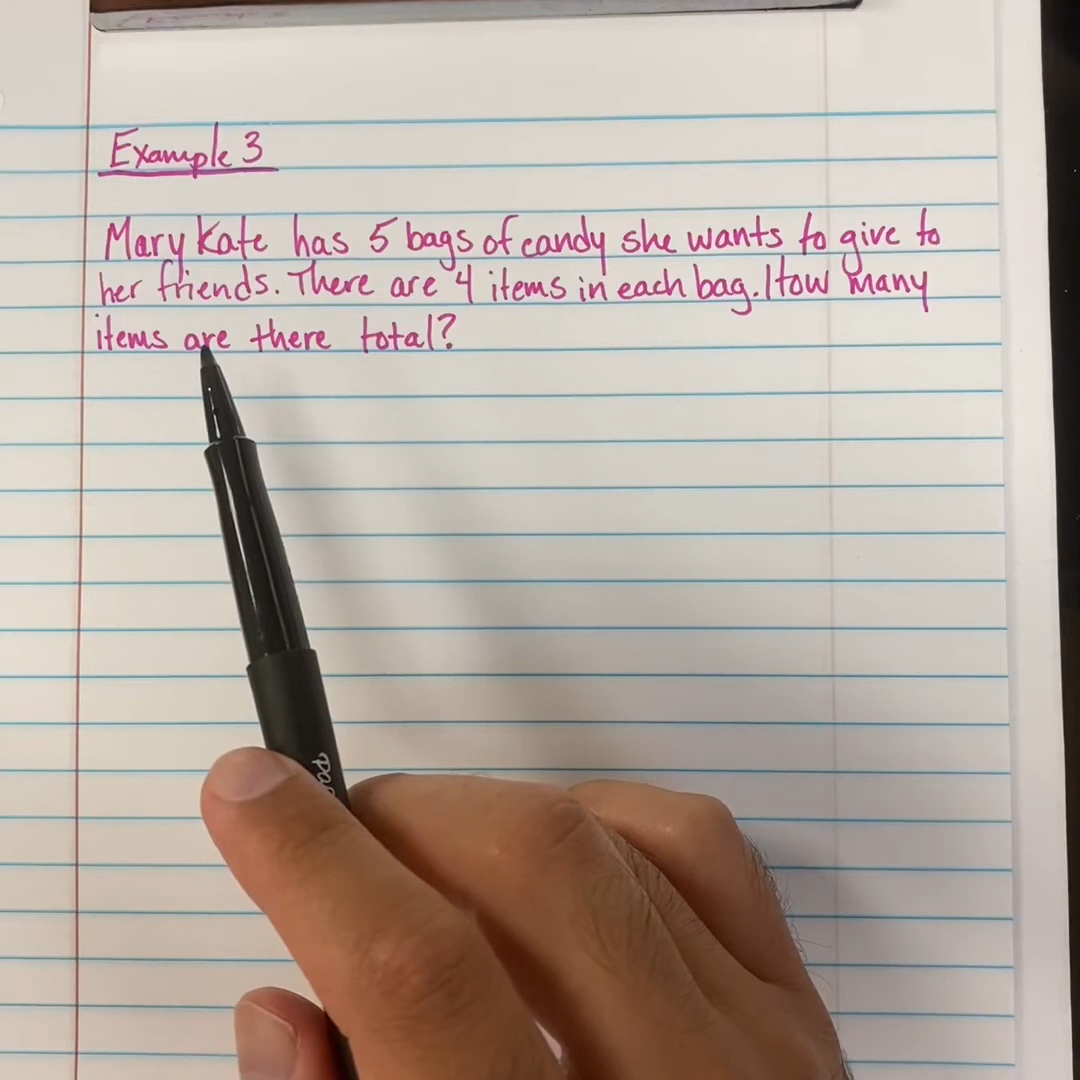 Example 3
Mary Kate has 5 bags of candy she wants to give to
her friends. There are 4 items in each bag. How many
items are there total?